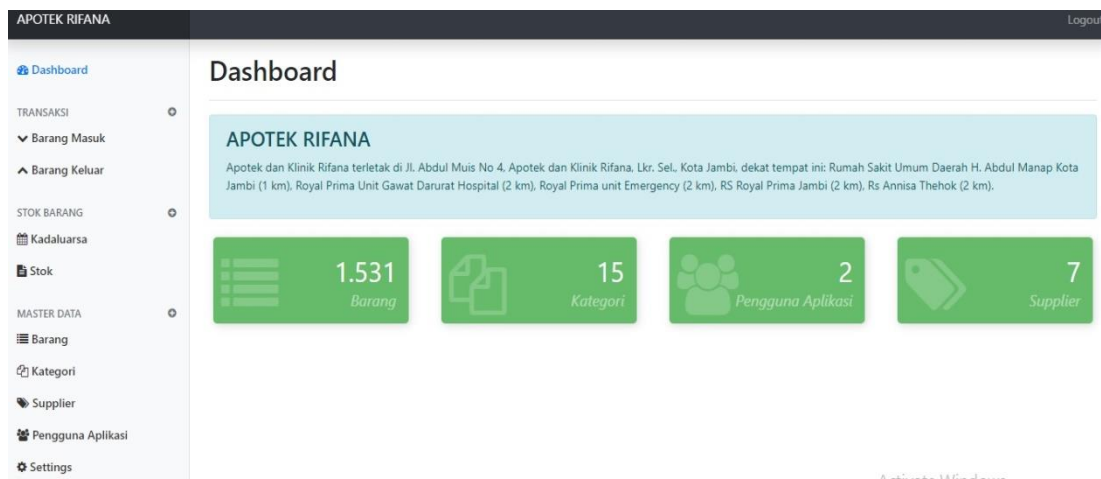 APOTEK RIFANA
Logout
Dashboard
TRANSAKSI
Barang Masuk
Barang Keluar
STOK BARANG
Kadaluarsa
Stok
MASTER DATA
Barang
Kategori
Supplier
Pengguna Aplikasi
Settings
Dashboard
APOTEK RIFANA
Apotek dan Klinik Rifana terletak di Jl. Abdul Muis No 4, Apotek dan Klinik Rifana, Lkr. Sel., Kota Jambi, dekat tempat ini: Rumah Sakit Umum Daerah H. Abdul Manap Kota
Jambi (1 km), Royal Prima Unit Gawat Darurat Hospital (2 km), Royal Prima unit Emergency (2 km), RS Royal Prima Jambi (2 km), Rs Annisa Thehok (2 km).
1.531
Barang
15
Kategori
2
Pengguna Aplikasi
7
Supplier
Activate Windows